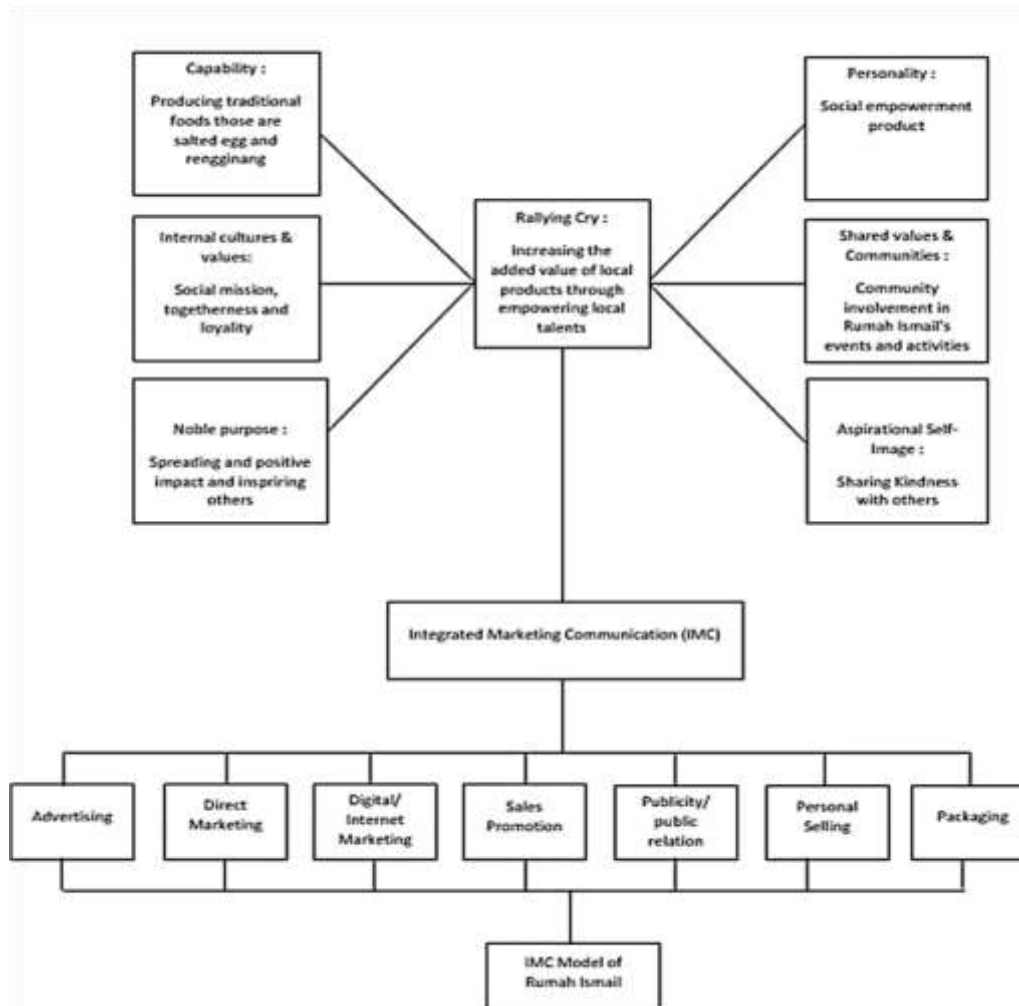 Capability :
Producing traditional
foods those are
salted egg and
rengginang
Personality :
Social empowerment
product
Internal cultures &
values:
Social mission,
togetherness and
loyality
Rallying Cry :
Increasing the
added value of local
products through
empowering local
talents
Shared values &
Communities :
Community
involvement in
Rumah Ismail's
events and activities
Noble purpose :
Spreading and positive
impact and inspriring
others
Aspirational Self-
Image :
Sharing Kindness
with others
Integrated Marketing Communication (IMC)
Advertising
Direct
Marketing
Digital/
Internet
Marketing
Sales
Promotion
Publicity/
public
relation
Personal
Selling
Packaging
IMC Model of
Rumah Ismail